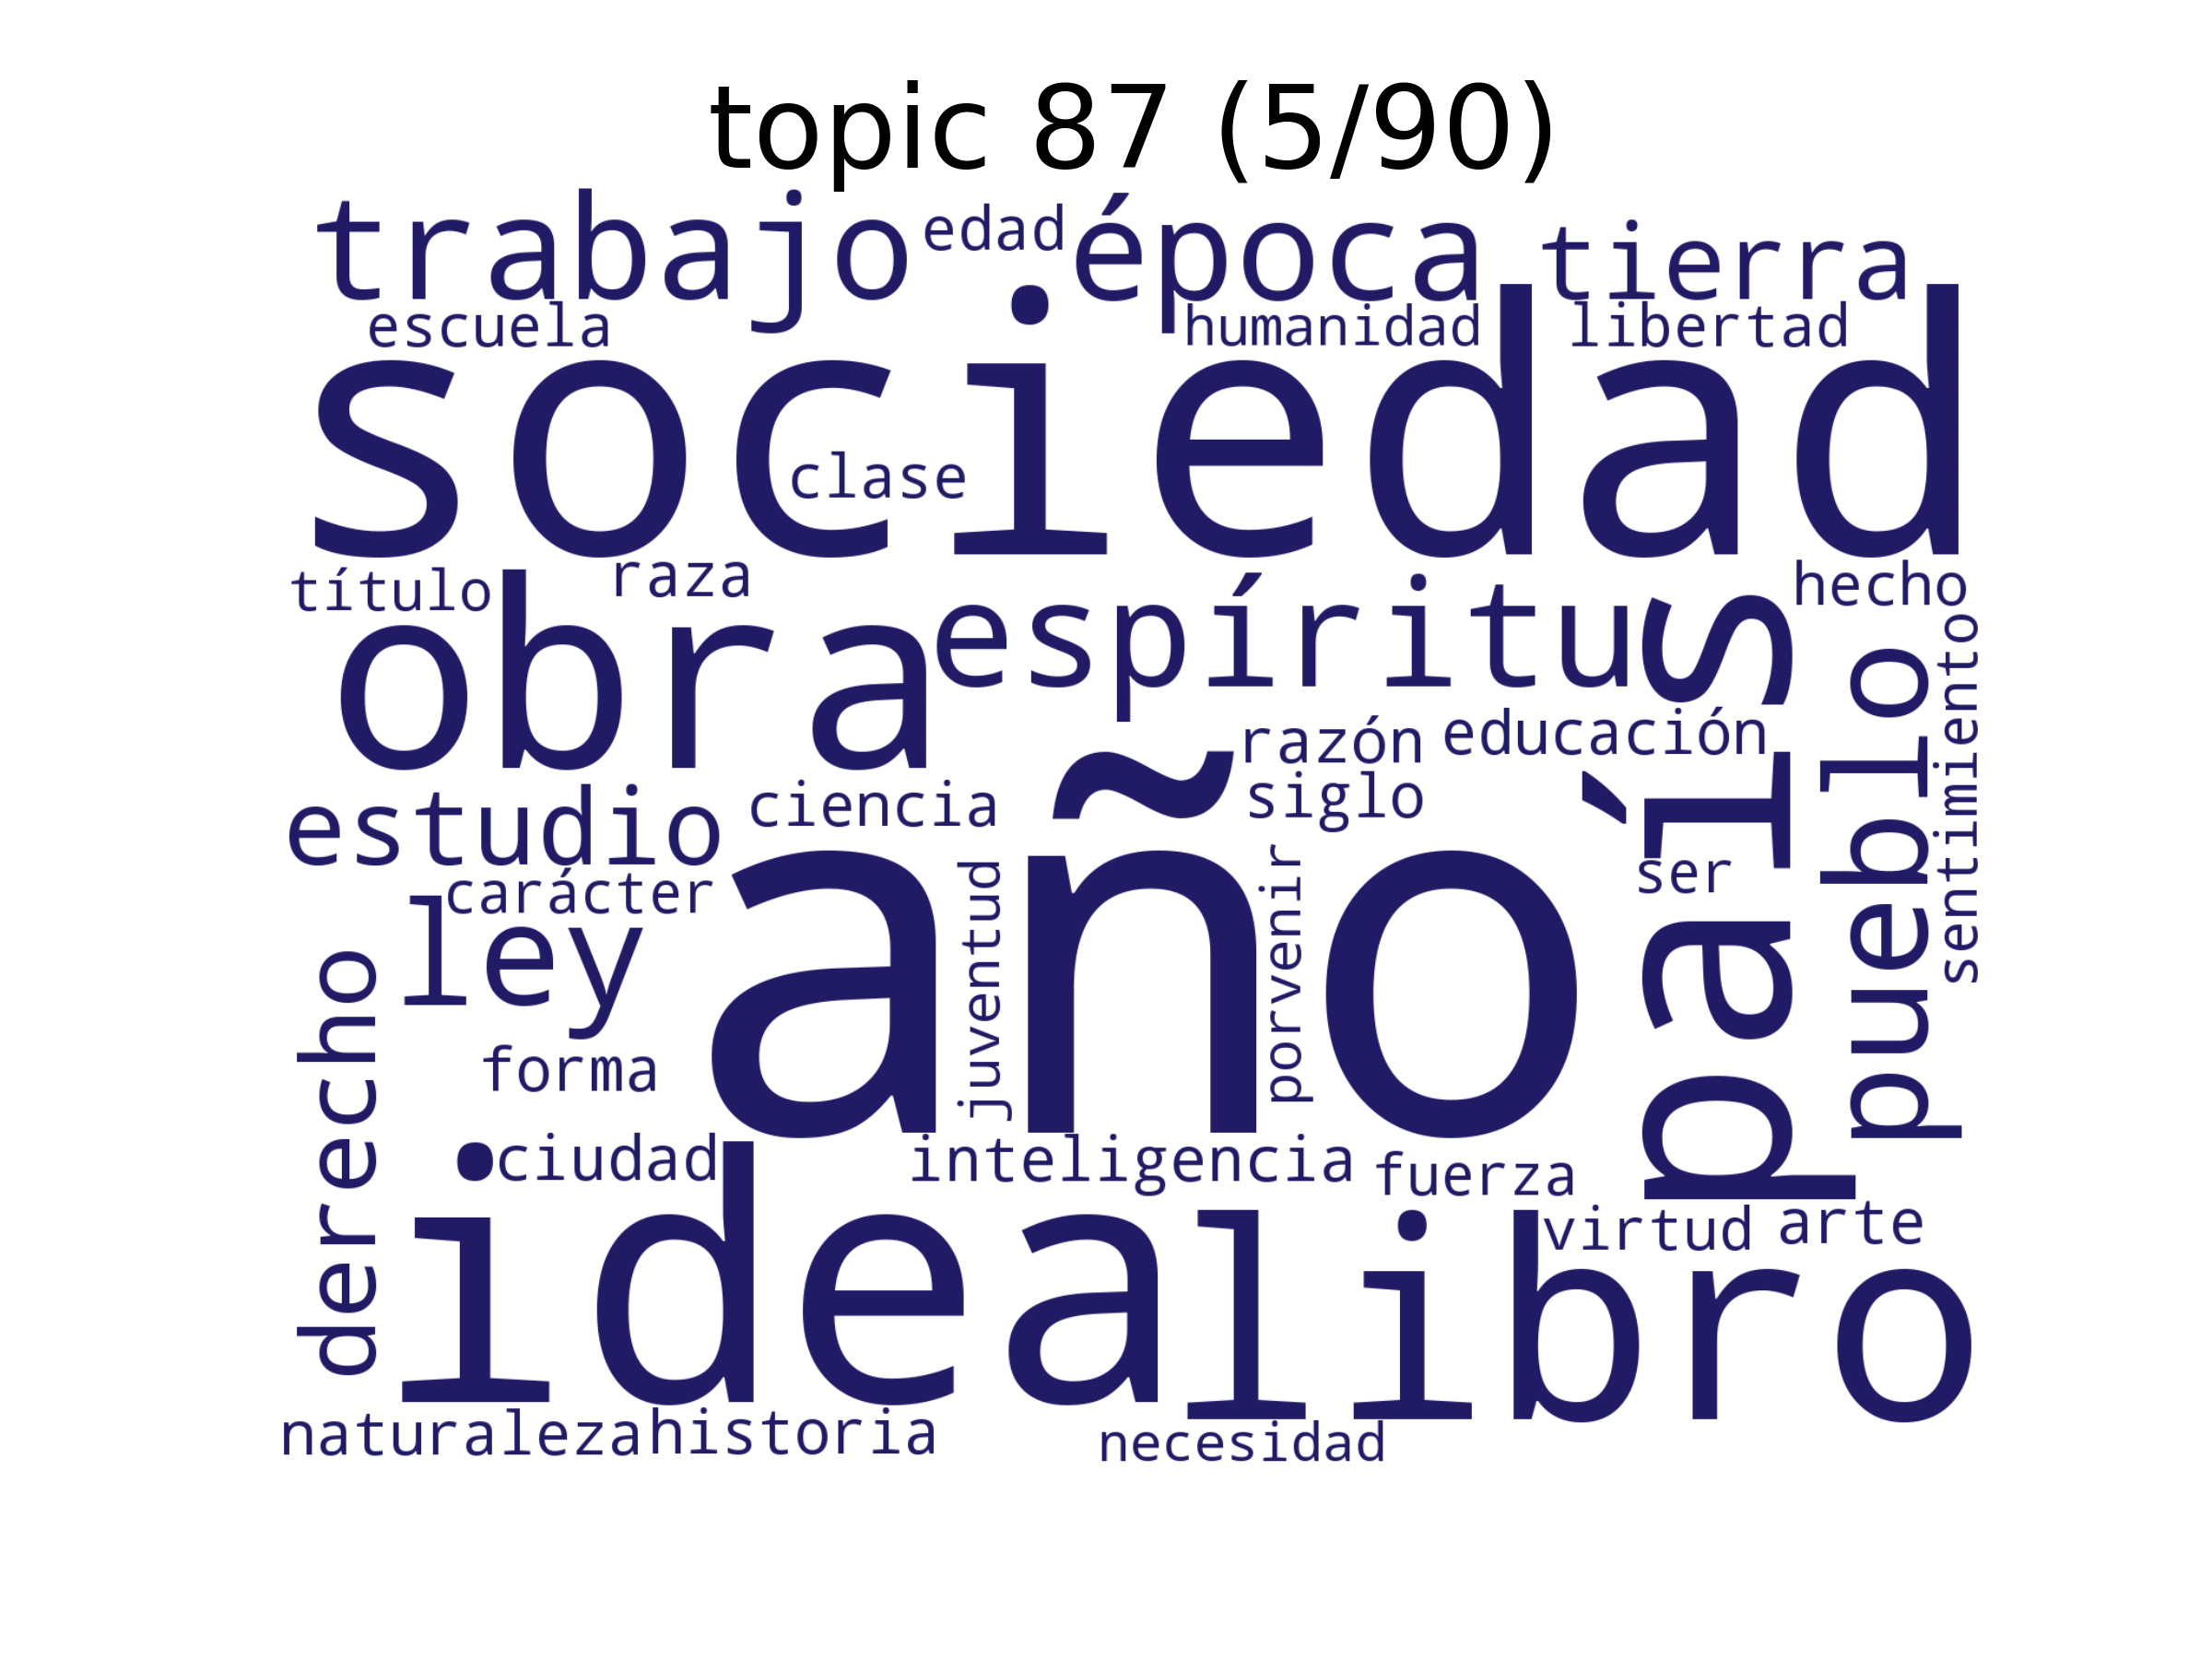 topic 87 (5/90)
trabajo
edad
época
tierra
escuela
humanidad
libertad
sociedad
clase
título
raza
hecho
obra
espíritu
país
pueblo
sentimiento
razón
educación
estudio
ciencia
siglo
año
carácter
ser
ley
juventud
porvenir
derecho
forma
ciudad
inteligencia
fuerza
idea
libro
virtud
arte
naturaleza
historia
necesidad